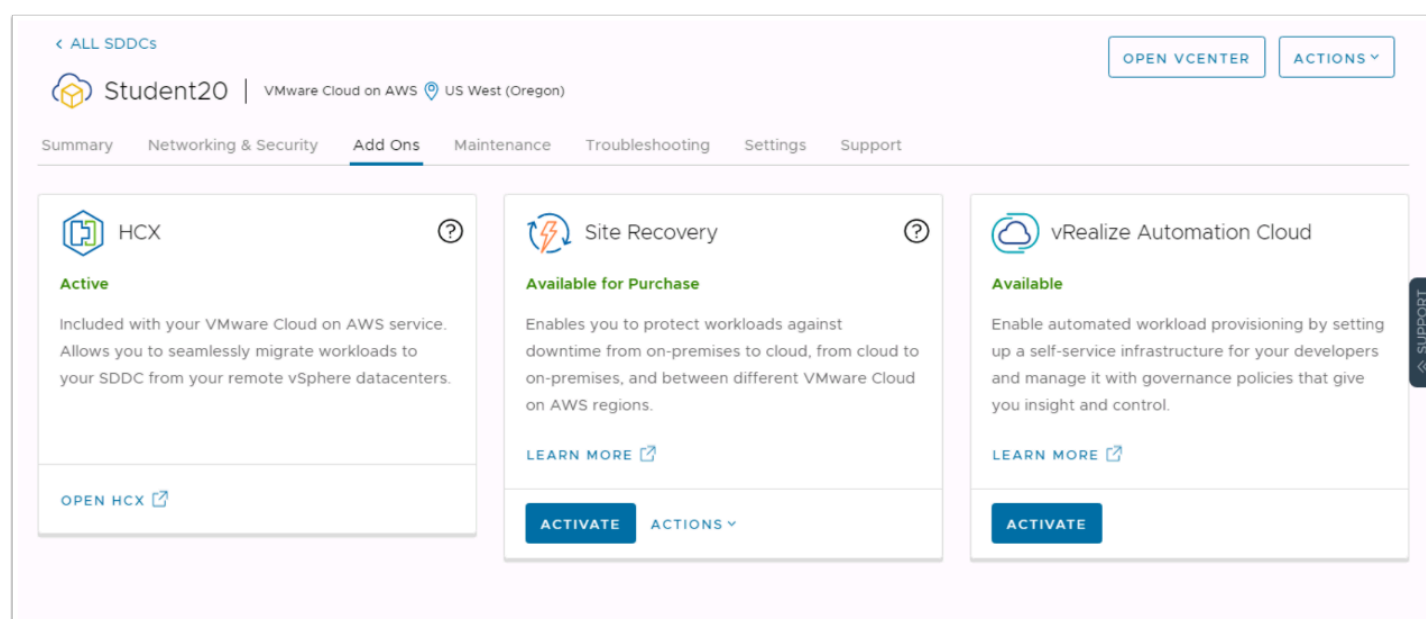 ALL SDDCs
OPEN VCENTER
ACTIONS
Student20
VMware Cloud on AWS
US West (Oregon)
Summary
Networking & Security
Add Ons
Maintenance
Troubleshooting
Settings
Support
HCX
Active
Included with your VMware Cloud on AWS service.
Allows you to seamlessly migrate workloads to
your SDDC from your remote vSphere datacenters.
OPEN HCX
Site Recovery
Available for Purchase
Enables you to protect workloads against
downtime from on-premises to cloud, from cloud to
on-premises, and between different VMware Cloud
on AWS regions.
LEARN MORE
ACTIVATE
ACTIONS
vRealize Automation Cloud
Available
Enable automated workload provisioning by setting
up a self-service infrastructure for your developers
and manage it with governance policies that give
you insight and control.
LEARN MORE
ACTIVATE
SUPPORT